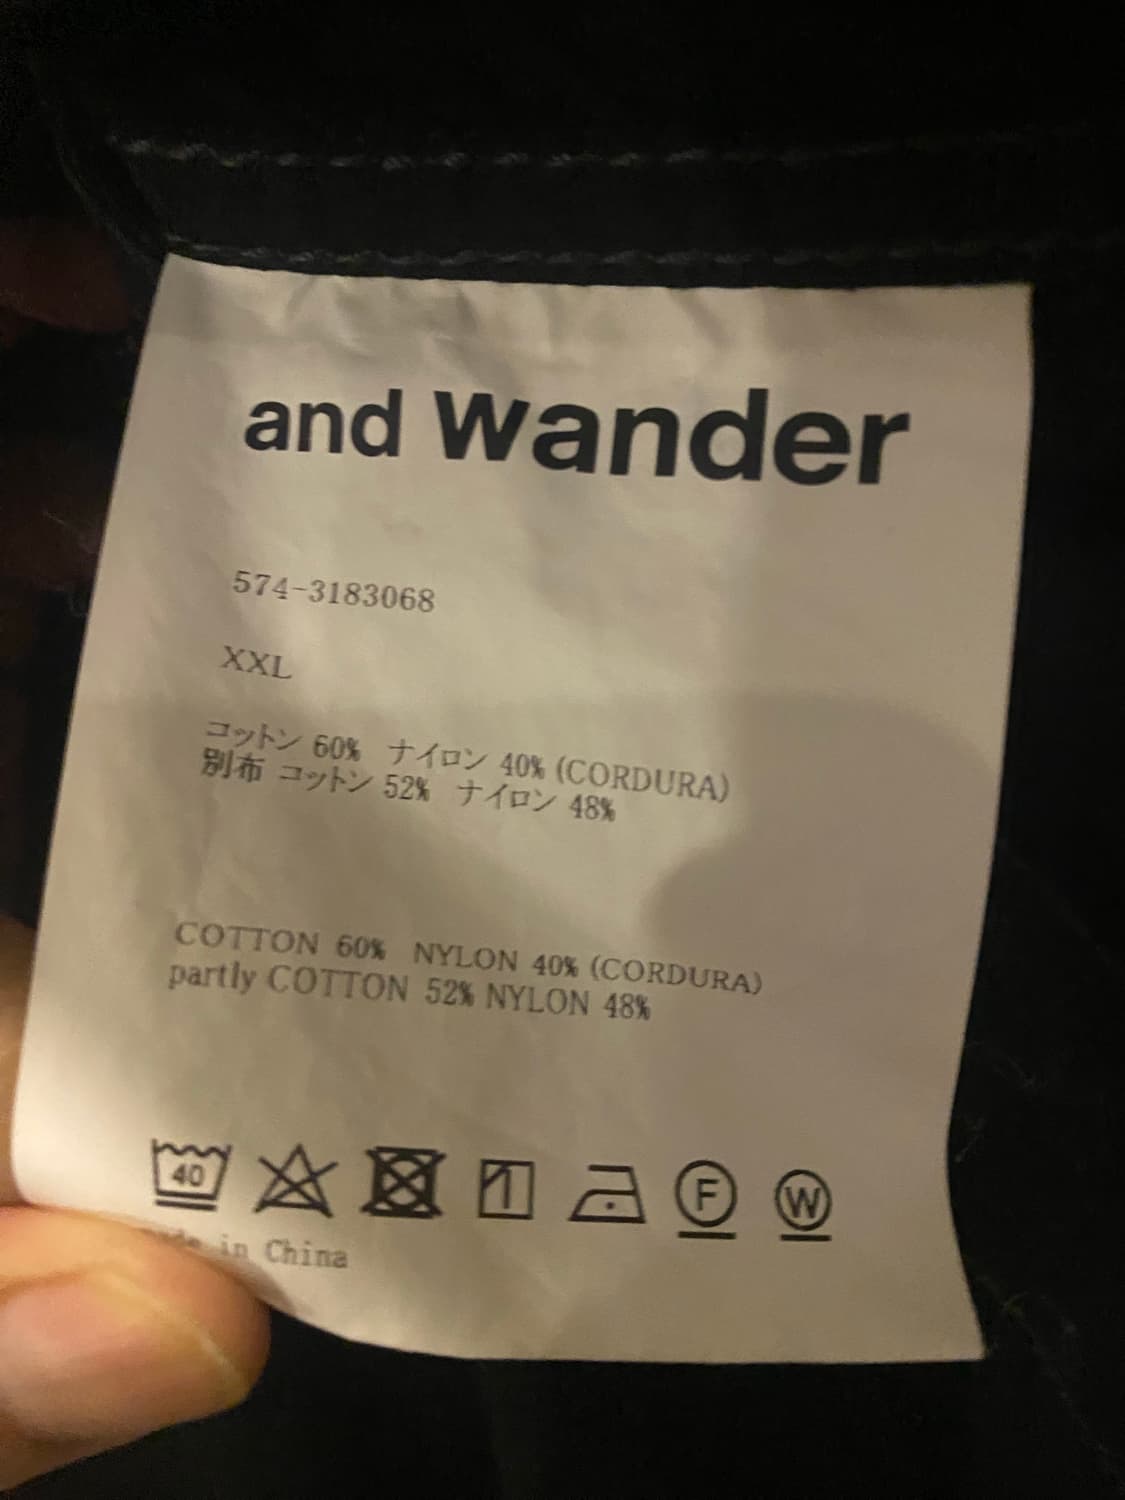 and wander
574-3183068
XXL
コットン 60% ナイロン 40% (CORDURA)
別布 コットン 52% ナイロン 48%
COTTON 60% NYLON 40% (CORDURA)
partly COTTON 52% NYLON 48%
40 F W
in China